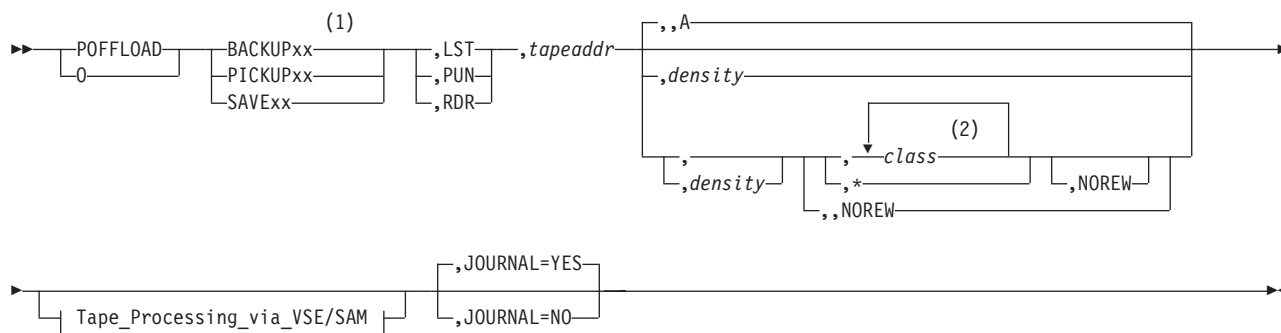 (1) ,,A
POFFLOAD BACKUPxx ,LST ,tapeaddr
O PICKUPxx ,PUN ,density
SAVExx ,RDR
(2)
, , class
,density ,* ,NOREW
,,NOREW
,JOURNAL=YES
Tape_Processing_via_VSE/SAM ,JOURNAL=NO